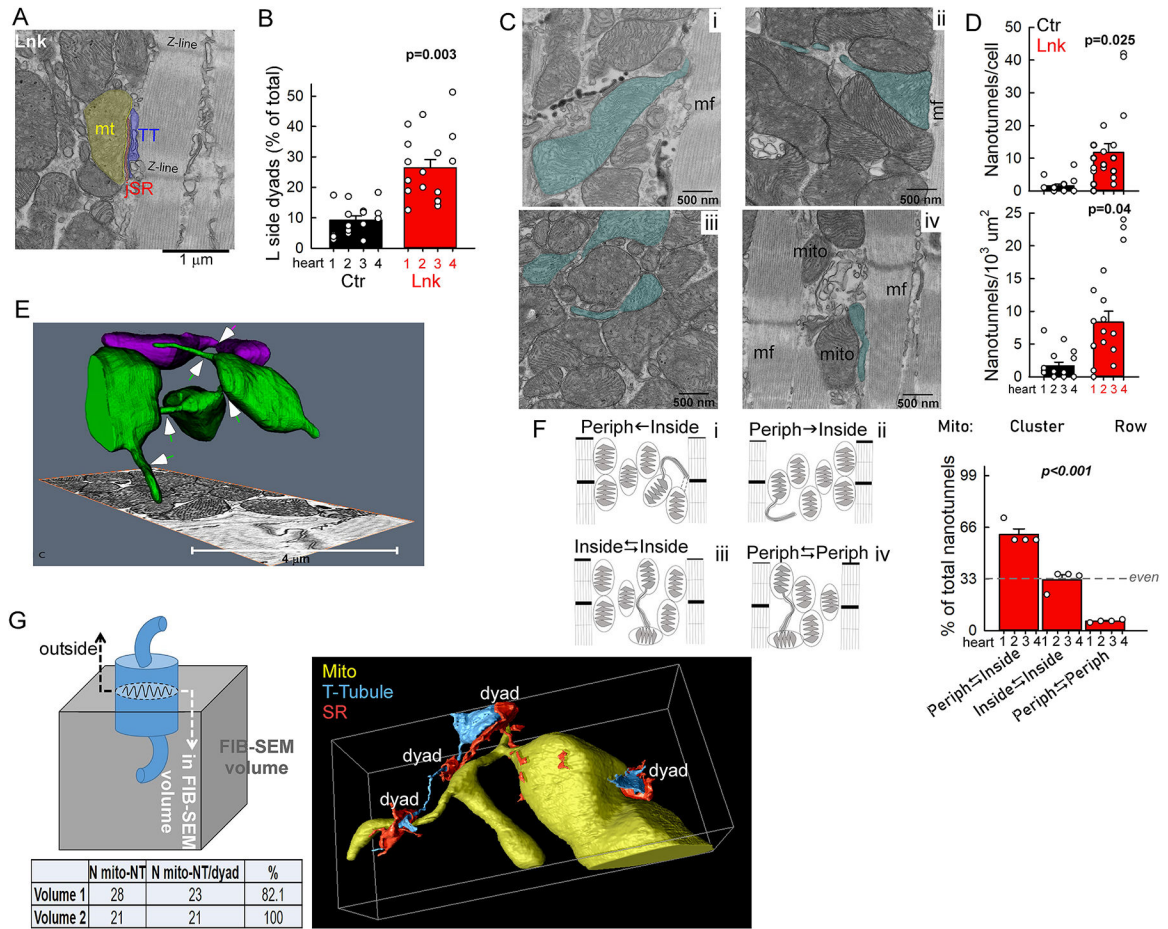 A
Lnk
Z-line
mt
TT
Z-line
jSR
1 µm
B
p=0.003
L side dyads (% of total)
50
40
30
20
10
0
heart 1 2 3 4 1 2 3 4
Ctr Lnk
C
i
mf
500 nm
ii
mf
500 nm
iii
500 nm
iv
mito
mf
mf
mito
500 nm
D
Ctr
Lnk
p=0.025
Nanotunnels/cell
50
40
30
20
10
0
p=0.04
Nanotunnels/10³ um²
25
20
15
10
5
0
1 2 3 4 1 2 3 4
E
4 µm
c
F
Periph←Inside i
Periph→Inside ii
Inside⇆Inside iii
Periph⇆Periph iv
Mito: Cluster Row
p<0.001
% of total nanotunnels
99
66
33
0
even
heart 1 2 3 4 1 2 3 4 1 2 3 4
Periph⇆Inside
Inside⇆Inside
Periph⇆Periph
G
outside
in FIB-SEM
volume
FIB-SEM
volume
N mito-NT N mito-NT/dyad %
Volume 1 28 23 82.1
Volume 2 21 21 100
Mito
T-Tubule
SR
dyad
dyad
dyad
dyad